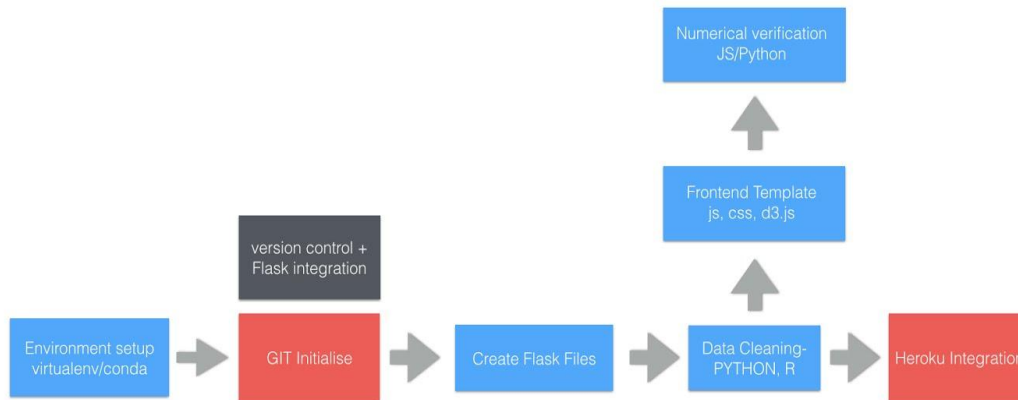 Numerical verification
JS/Python
Frontend Template
js, css, d3.js
version control +
Flask integration
Environment setup
virtualenv/conda
GIT Initialise
Create Flask Files
Data Cleaning-
PYTHON, R
Heroku Integration